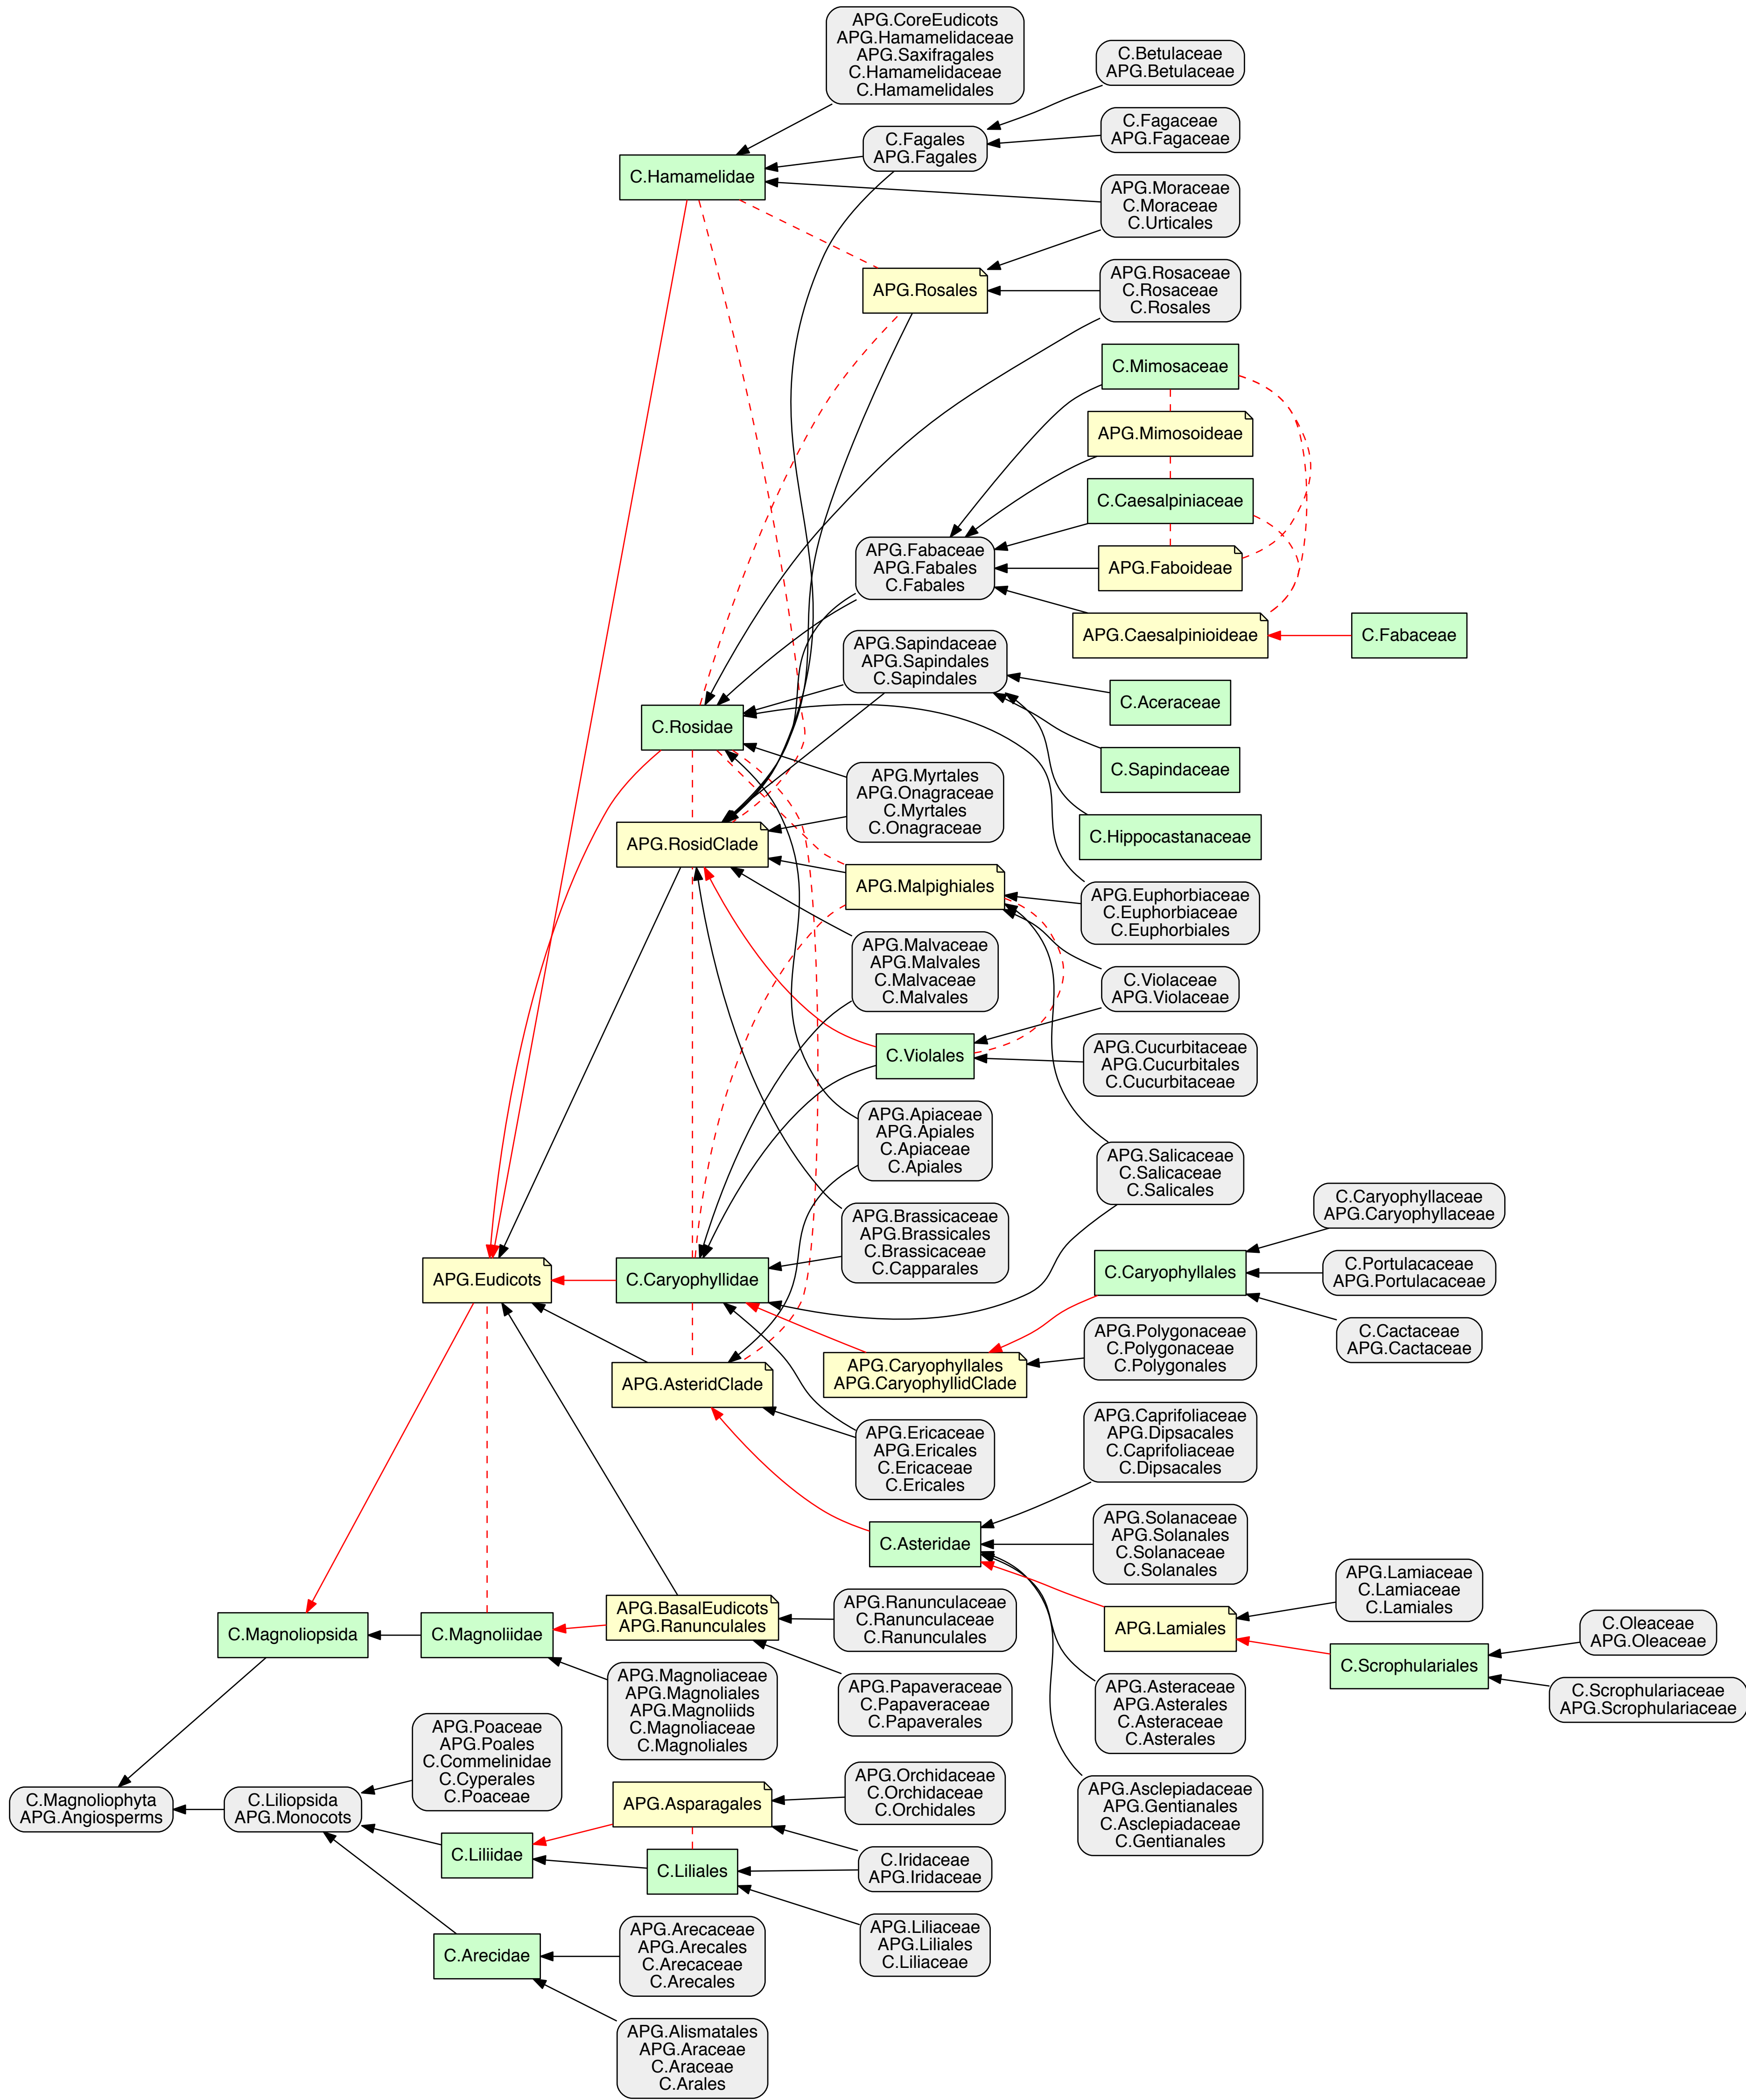 APG.CoreEudicots
APG.Hamamelidaceae
APG.Saxifragales
C.Hamamelidaceae
C.Hamamelidales
C.Betulaceae
APG.Betulaceae
C.Fagaceae
APG.Fagaceae
C.Fagales
APG.Fagales
C.Hamamelidae
APG.Moraceae
C.Moraceae
C.Urticales
APG.Rosales
APG.Rosaceae
C.Rosaceae
C.Rosales
C.Mimosaceae
APG.Mimosoideae
C.Caesalpiniaceae
APG.Fabaceae
APG.Fabales
C.Fabales
APG.Faboideae
APG.Caesalpinioideae
C.Fabaceae
APG.Sapindaceae
APG.Sapindales
C.Sapindales
C.Aceraceae
C.Rosidae
C.Sapindaceae
APG.Myrtales
APG.Onagraceae
C.Myrtales
C.Onagraceae
C.Hippocastanaceae
APG.RosidClade
APG.Malpighiales
APG.Euphorbiaceae
C.Euphorbiaceae
C.Euphorbiales
APG.Malvaceae
APG.Malvales
C.Malvaceae
C.Malvales
C.Violaceae
APG.Violaceae
C.Violales
APG.Cucurbitaceae
APG.Cucurbitales
C.Cucurbitaceae
APG.Apiaceae
APG.Apiales
C.Apiaceae
C.Apiales
APG.Salicaceae
C.Salicaceae
C.Salicales
C.Caryophyllaceae
APG.Caryophyllaceae
APG.Brassicaceae
APG.Brassicales
C.Brassicaceae
C.Capparales
APG.Eudicots
C.Caryophyllidae
C.Caryophyllales
C.Portulacaceae
APG.Portulacaceae
C.Cactaceae
APG.Cactaceae
APG.Polygonaceae
C.Polygonaceae
C.Polygonales
APG.AsteridClade
APG.Caryophyllales
APG.CaryophyllidClade
APG.Caprifoliaceae
APG.Dipsacales
C.Caprifoliaceae
C.Dipsacales
APG.Ericaceae
APG.Ericales
C.Ericaceae
C.Ericales
C.Asteridae
APG.Solanaceae
APG.Solanales
C.Solanaceae
C.Solanales
APG.Lamiaceae
C.Lamiaceae
C.Lamiales
C.Magnoliopsida
C.Magnoliidae
APG.BasalEudicots
APG.Ranunculales
APG.Ranunculaceae
C.Ranunculaceae
C.Ranunculales
APG.Lamiales
C.Oleaceae
APG.Oleaceae
C.Scrophulariales
C.Scrophulariaceae
APG.Scrophulariaceae
APG.Magnoliaceae
APG.Magnoliales
APG.Magnoliids
C.Magnoliaceae
C.Magnoliales
APG.Papaveraceae
C.Papaveraceae
C.Papaverales
APG.Asteraceae
APG.Asterales
C.Asteraceae
C.Asterales
APG.Poaceae
APG.Poales
C.Commelinidae
C.Cyperales
C.Poaceae
C.Magnoliophyta
APG.Angiosperms
C.Liliopsida
APG.Monocots
APG.Asparagales
APG.Orchidaceae
C.Orchidaceae
C.Orchidales
APG.Asclepiadaceae
APG.Gentianales
C.Asclepiadaceae
C.Gentianales
C.Liliidae
C.Liliales
C.Iridaceae
APG.Iridaceae
APG.Liliaceae
APG.Liliales
C.Liliaceae
C.Arecidae
APG.Arecaceae
APG.Arecales
C.Arecaceae
C.Arecales
APG.Alismatales
APG.Araceae
C.Araceae
C.Arales